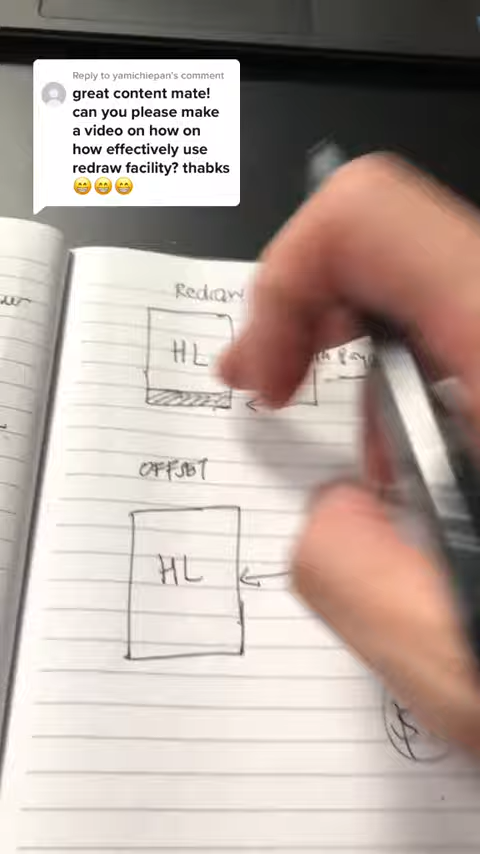 Reply to yamichiepan's comment
great content mate!
can you please make
a video on how on
how effectively use
redraw facility? thabks
😁😁😁
Redraw
HL
OFFSET
HL
$